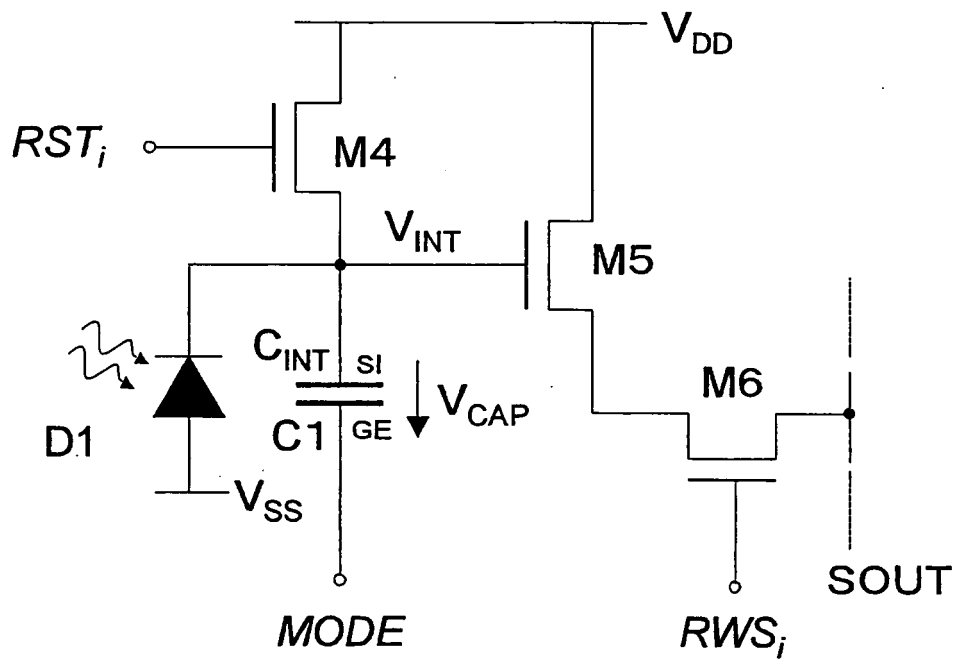 V_DD
RST_i
M4
V_INT
M5
C_INT
SI
M6
V_CAP
C1
GE
D1
V_SS
SOUT
MODE
RWS_i